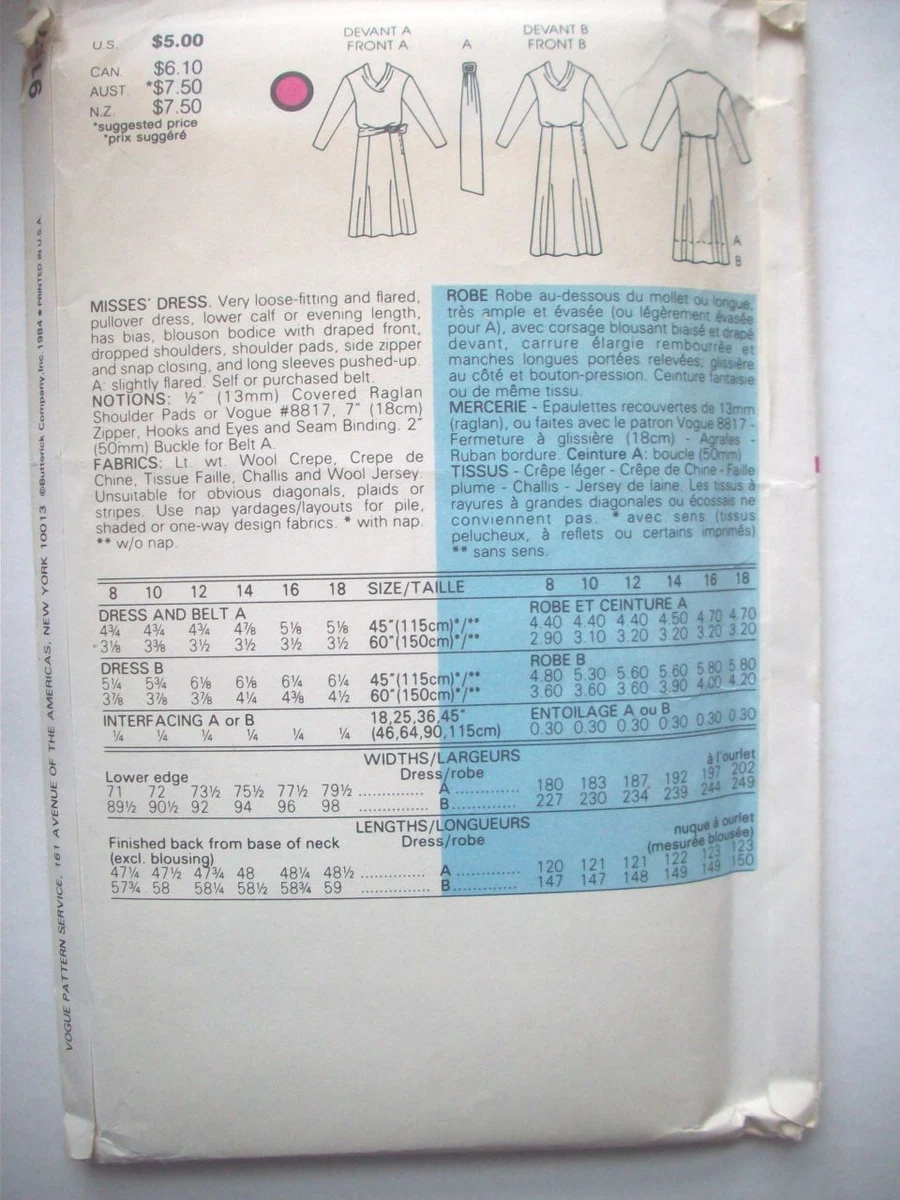 U.S. $5.00
CAN. $6.10
AUST. *$7.50
N.Z. $7.50
*suggested price
*prix suggéré
DEVANT A
FRONT A
A
DEVANT B
FRONT B
A
B
MISSES' DRESS. Very loose-fitting and flared,
pullover dress, lower calf or evening length,
has bias, blouson bodice with draped front,
dropped shoulders, shoulder pads, side zipper
and snap closing, and long sleeves pushed-up.
A: slightly flared. Self or purchased belt.
NOTIONS: ½" (13mm) Covered Raglan
Shoulder Pads or Vogue #8817, 7" (18cm)
Zipper, Hooks and Eyes and Seam Binding. 2"
(50mm) Buckle for Belt A.
FABRICS: Lt. wt. Wool Crepe, Crepe de
Chine, Tissue Faille, Challis and Wool Jersey.
Unsuitable for obvious diagonals, plaids or
stripes. Use nap yardages/layouts for pile,
shaded or one-way design fabrics. * with nap.
** w/o nap.
ROBE Robe au-dessous du mollet ou longue,
très ample et évasée (ou légèrement évasée
pour A), avec corsage blousant biaisé et drapé
devant, carrure élargie rembourrée et
manches longues portées relevées; glissière
au côté et bouton-pression. Ceinture fantaisie
ou de même tissu.
MERCERIE - Epaulettes recouvertes de 13mm
(raglan), ou faites avec le patron Vogue 8817 -
Fermeture à glissière (18cm) - Agrafes -
Ruban bordure. Ceinture A: boucle (50mm)
TISSUS - Crêpe léger - Crêpe de Chine - Faille
plume - Challis - Jersey de laine. Les tissus à
rayures à grandes diagonales ou écossais ne
conviennent pas. * avec sens (tissus
pelucheux, à reflets ou certains imprimés)
** sans sens.
8 10 12 14 16 18 SIZE/TAILLE 8 10 12 14 16 18
DRESS AND BELT A ROBE ET CEINTURE A
4¾ 4¾ 4¾ 4⅞ 5⅛ 5⅛ 45"(115cm)*/** 4.40 4.40 4.40 4.50 4.70 4.70
3⅛ 3⅜ 3½ 3½ 3½ 3½ 60"(150cm)*/** 2.90 3.10 3.20 3.20 3.20 3.20
DRESS B ROBE B
5¼ 5¾ 6⅛ 6⅛ 6¼ 6¼ 45"(115cm)*/** 4.80 5.30 5.60 5.60 5.80 5.80
3⅞ 3⅞ 3⅞ 4¼ 4⅜ 4½ 60"(150cm)*/** 3.60 3.60 3.60 3.90 4.00 4.20
INTERFACING A or B 18,25,36,45" ENTOILAGE A ou B
¼ ¼ ¼ ¼ ¼ ¼ (46,64,90,115cm) 0.30 0.30 0.30 0.30 0.30 0.30
WIDTHS/LARGEURS
Lower edge Dress/robe à l'ourlet
71 72 73½ 75½ 77½ 79½ .............. A ............. 180 183 187 192 197 202
89½ 90½ 92 94 96 98 .............. B ............. 227 230 234 239 244 249
LENGTHS/LONGUEURS
Finished back from base of neck Dress/robe nuque à ourlet
(excl. blousing) (mesurée blousée)
47¼ 47½ 47¾ 48 48¼ 48½ .............. A ............. 120 121 121 122 123 123
57¾ 58 58¼ 58½ 58¾ 59 .............. B ............. 147 147 148 149 149 150
VOGUE PATTERN SERVICE, 161 AVENUE OF THE AMERICAS, NEW YORK 10013 ©Butterick Company, Inc. 1984 ● PRINTED IN U.S.A.